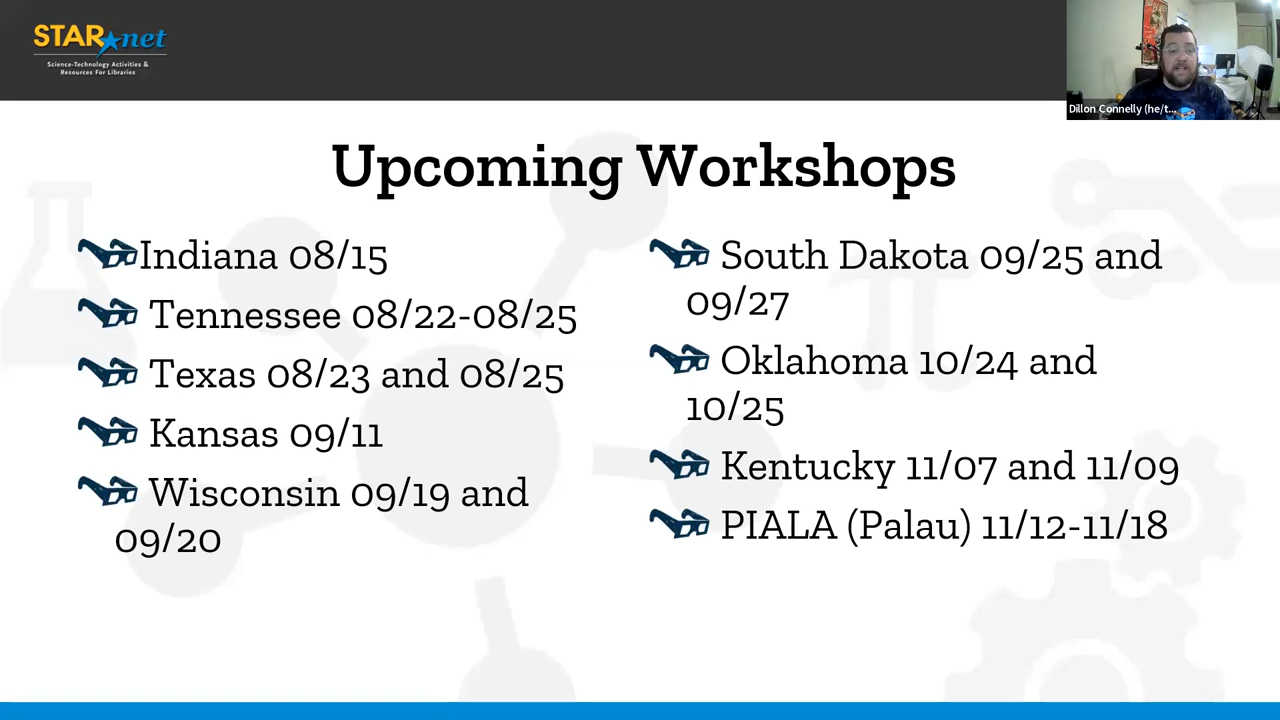 STAR net
Science-Technology Activities &
Resources For Libraries
Dillon Connelly (he/t...
Upcoming Workshops
Indiana 08/15
Tennessee 08/22-08/25
Texas 08/23 and 08/25
Kansas 09/11
Wisconsin 09/19 and
09/20
South Dakota 09/25 and
09/27
Oklahoma 10/24 and
10/25
Kentucky 11/07 and 11/09
PIALA (Palau) 11/12-11/18